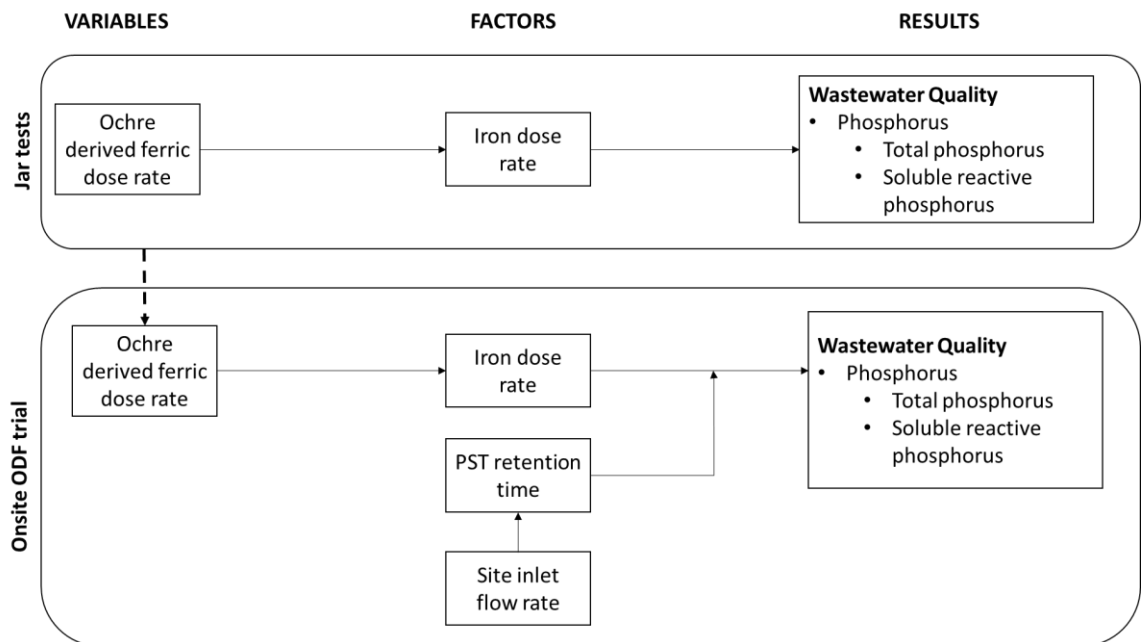 VARIABLES
FACTORS
RESULTS
Jar tests
Ochre
derived ferric
dose rate
Iron dose
rate
Wastewater Quality
• Phosphorus
• Total phosphorus
• Soluble reactive
phosphorus
Onsite ODF trial
Ochre
derived ferric
dose rate
Iron dose
rate
PST retention
time
Site inlet
flow rate
Wastewater Quality
• Phosphorus
• Total phosphorus
• Soluble reactive
phosphorus